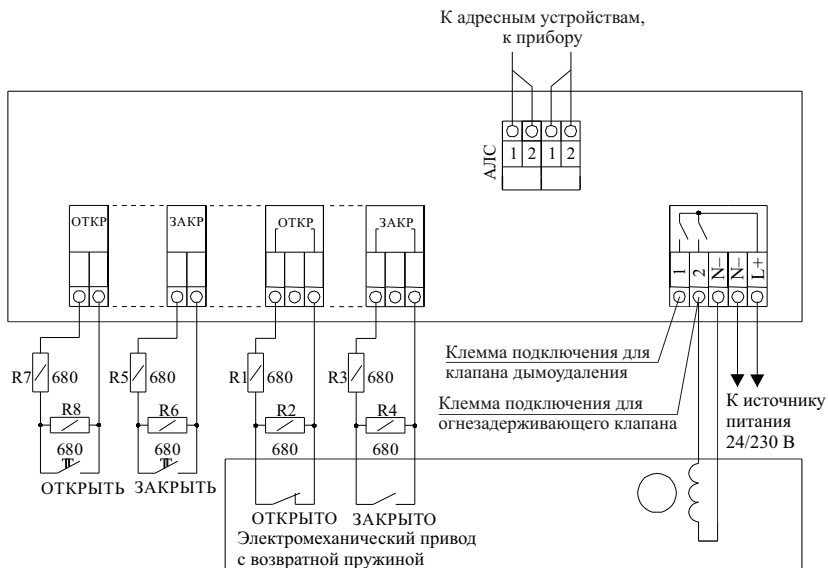 К адресным устройствам,
к прибору
АЛС
1 2 1 2
ОТКР ЗАКР ОТКР ЗАКР
1 2 N– N– L+
R7 680 R5 680 R1 680 R3 680
R8 R6 R2 R4
680 680 680 680
ОТКРЫТЬ ЗАКРЫТЬ
ОТКРЫТО ЗАКРЫТО
Клемма подключения для
клапана дымоудаления
Клемма подключения для
огнезадерживающего клапана
К источнику
питания
24/230 В
Электромеханический привод
с возвратной пружиной